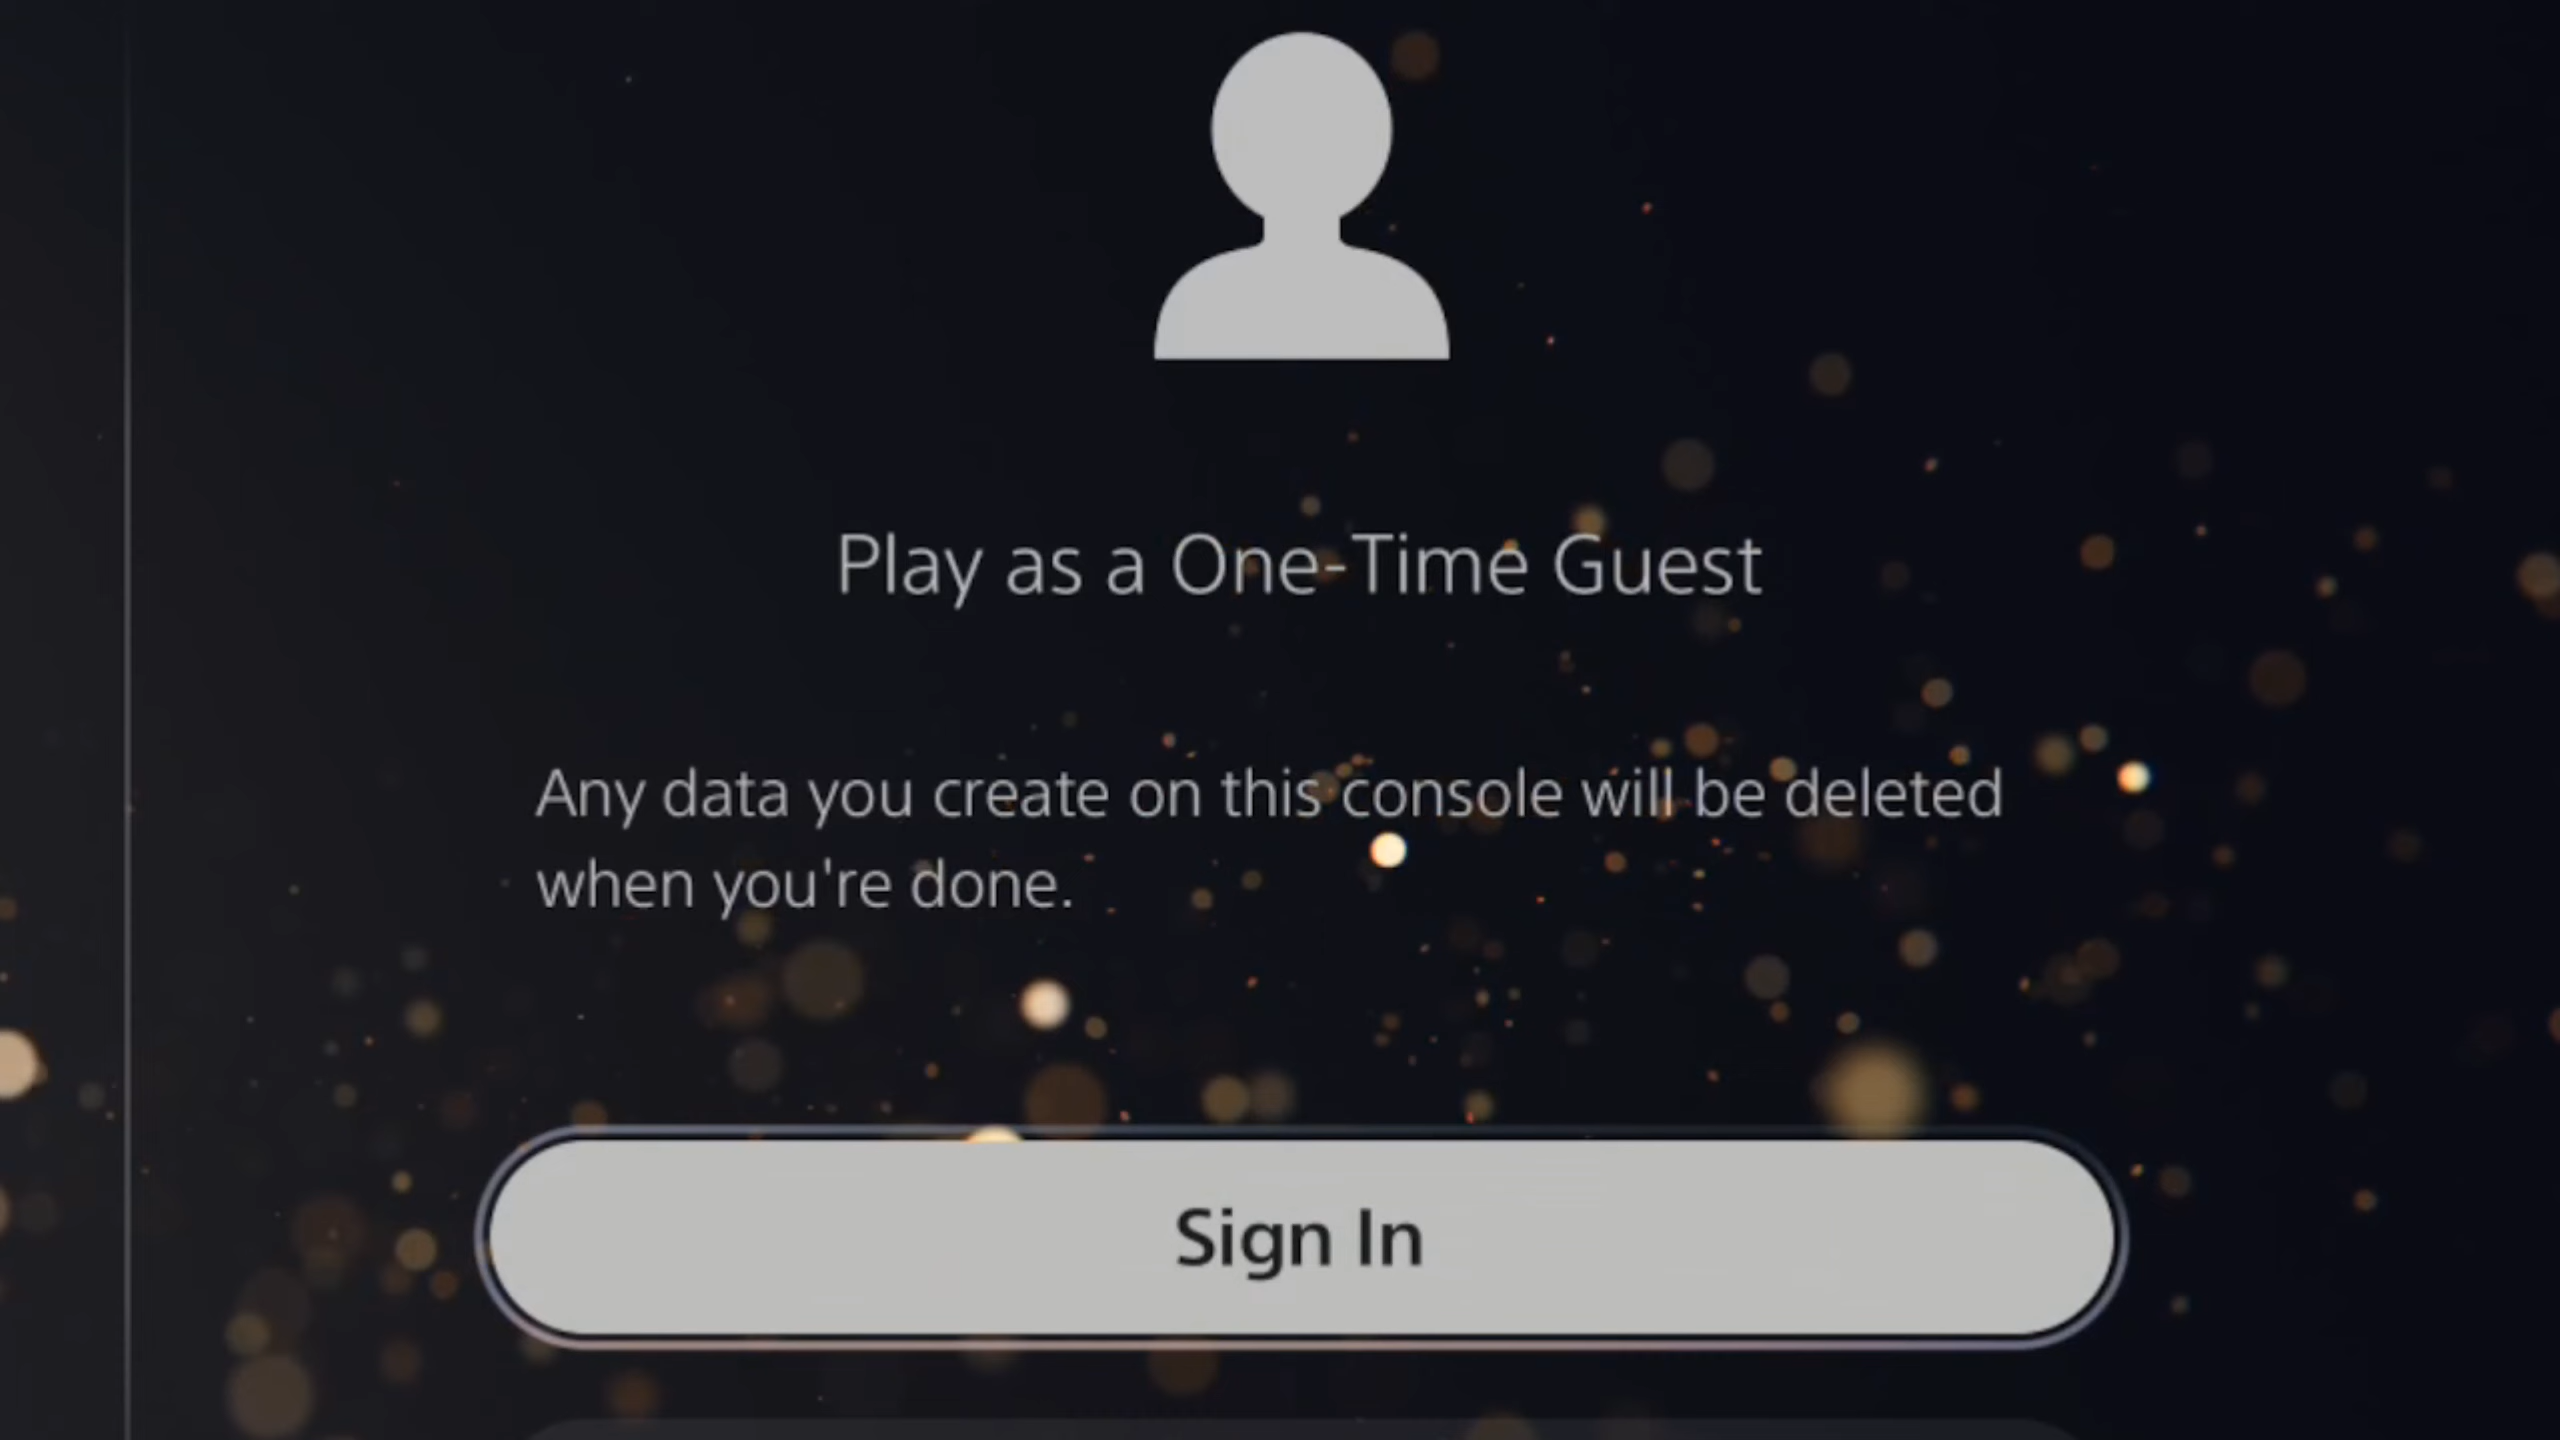 Play as a One-Time Guest
Any data you create on this console will be deleted
when you're done.
Sign In